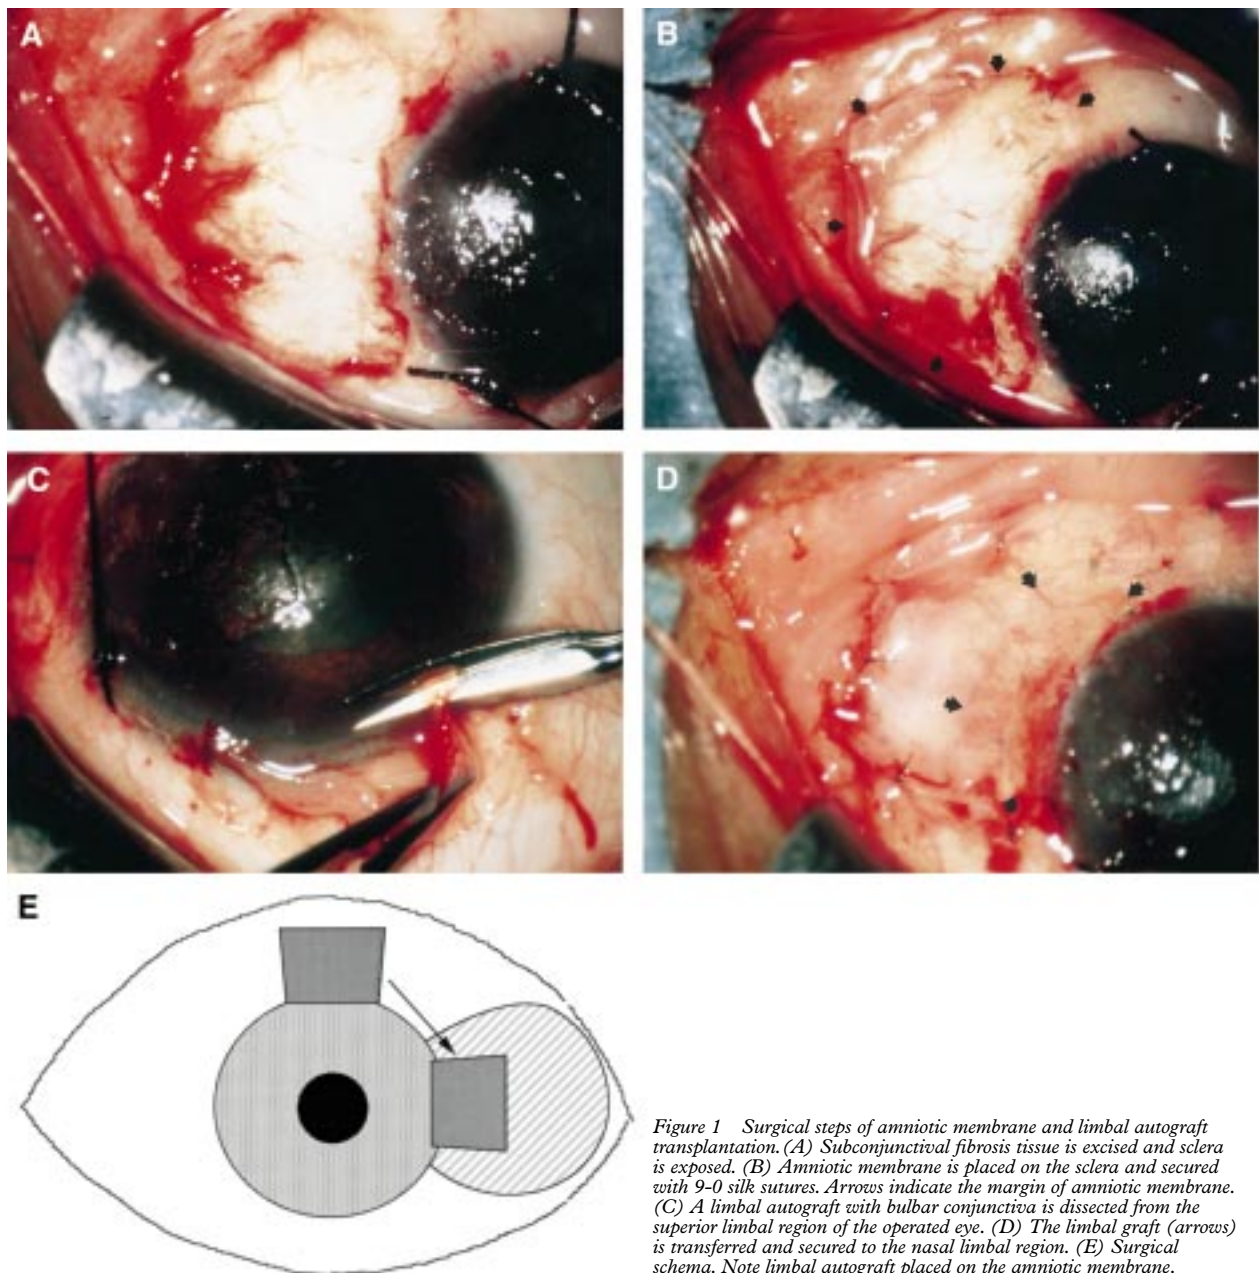 A
B
C
D
E
Figure 1 Surgical steps of amniotic membrane and limbal autograft
transplantation. (A) Subconjunctival fibrosis tissue is excised and sclera
is exposed. (B) Amniotic membrane is placed on the sclera and secured
with 9-0 silk sutures. Arrows indicate the margin of amniotic membrane.
(C) A limbal autograft with bulbar conjunctiva is dissected from the
superior limbal region of the operated eye. (D) The limbal graft (arrows)
is transferred and secured to the nasal limbal region. (E) Surgical
schema. Note limbal autograft placed on the amniotic membrane.